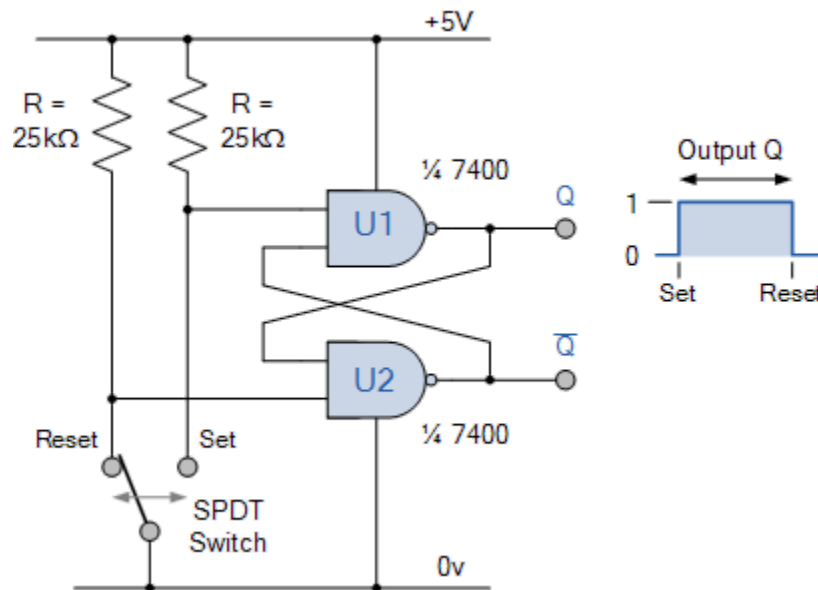 +5V
R =
25kΩ
R =
25kΩ
¼ 7400
U1
Q
Output Q
1
0
Set
Reset
Q̅
U2
¼ 7400
Reset
Set
SPDT
Switch
0v